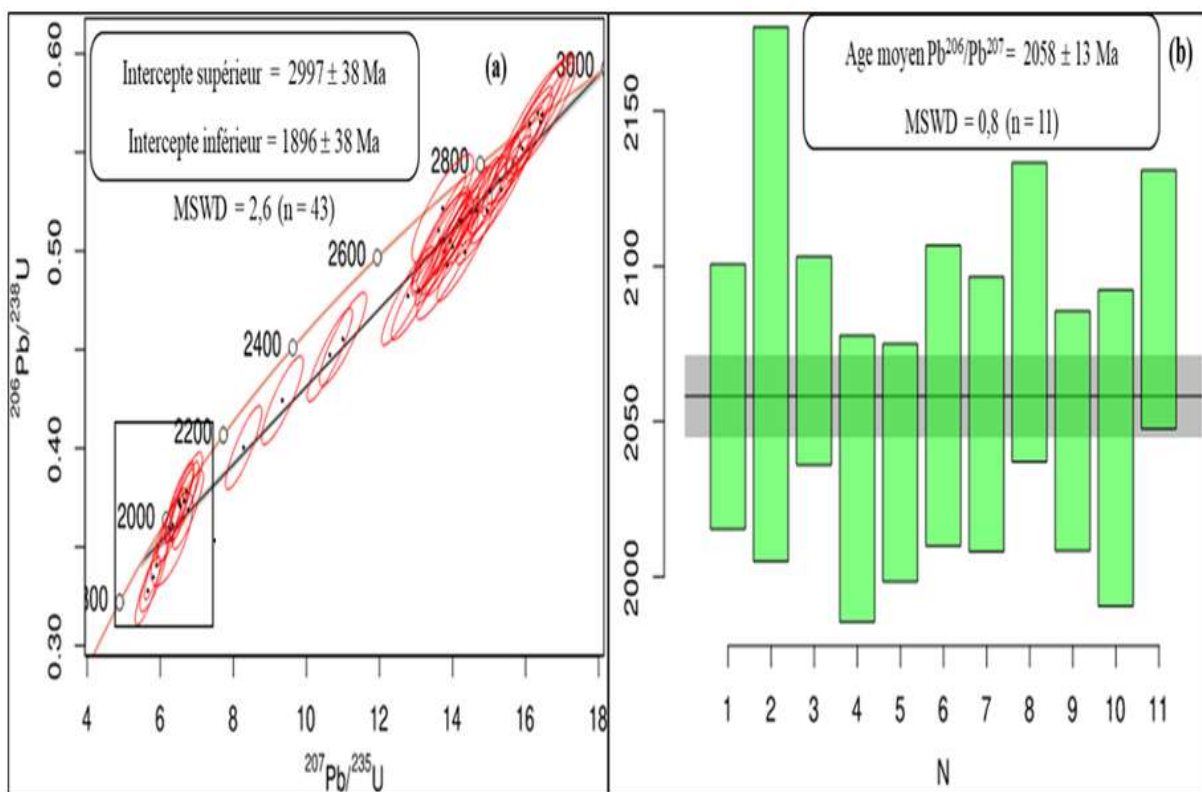 (a)
Intercepte supérieur = 2997 ± 38 Ma
Intercepte inférieur = 1896 ± 38 Ma
MSWD = 2,6 (n = 43)
3000
2800
2600
2400
2200
2000
800
0.60
0.50
0.40
0.30
²⁰⁶Pb/²³⁸U
4 6 8 10 12 14 16 18
²⁰⁷Pb/²³⁵U
(b)
Age moyen Pb²⁰⁶/Pb²⁰⁷ = 2058 ± 13 Ma
MSWD = 0,8 (n = 11)
2150
2100
2050
2000
1 2 3 4 5 6 7 8 9 10 11
N